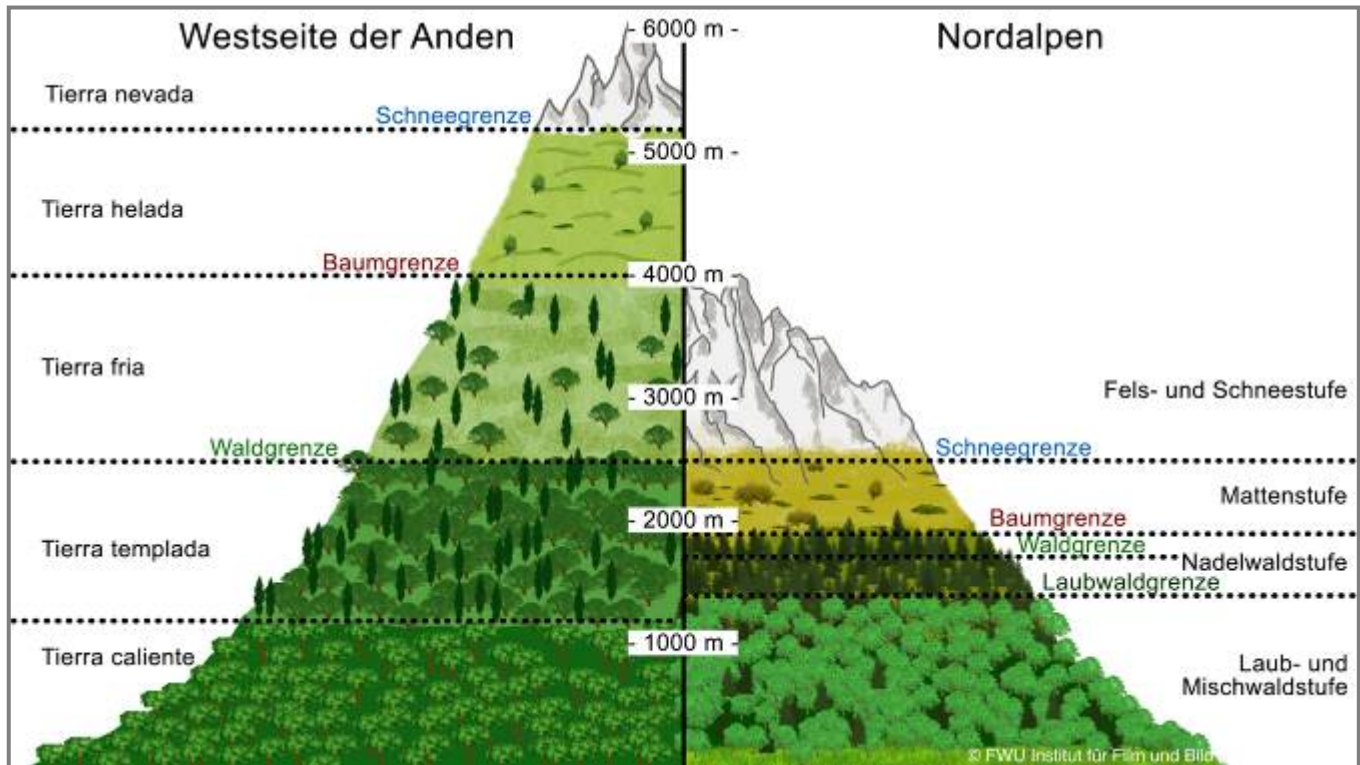 Westseite der Anden
6000 m -
Nordalpen
Tierra nevada
Schneegrenze
- 5000 m -
Tierra helada
Baumgrenze
- 4000 m -
Tierra fria
- 3000 m -
Fels- und Schneestufe
Waldgrenze
Schneegrenze
Mattenstufe
- 2000 m -
Baumgrenze
Waldgrenze
Tierra templada
Nadelwaldstufe
Laubwaldgrenze
- 1000 m -
Tierra caliente
Laub- und
Mischwaldstufe
© FWU Institut für Film und Bild